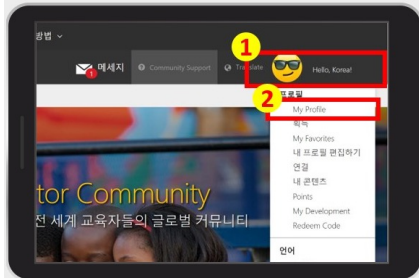 방법
1
메세지
Community Support
Translate
Hello, Korea!
1
프로필
2
My Profile
획득
My Favorites
내 프로필 편집하기
연결
내 콘텐츠
Points
My Development
Redeem Code
언어
tor Community
전 세계 교육자들의 글로벌 커뮤니티